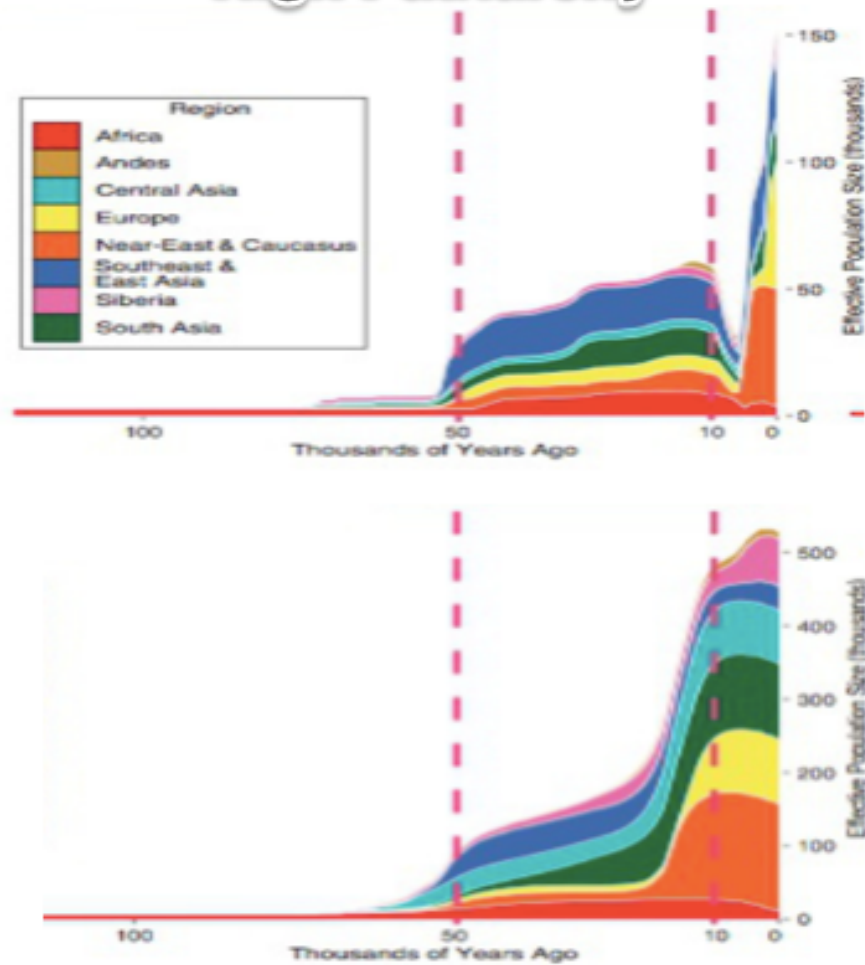 Region
Africa
Andes
Central Asia
Europe
Near-East & Caucasus
Southeast &
East Asia
Siberia
South Asia
150
100
50
0
Effective Population Size (thousands)
100
50
10
0
Thousands of Years Ago
500
400
300
200
100
0
Effective Population Size (thousands)
100
50
10
0
Thousands of Years Ago